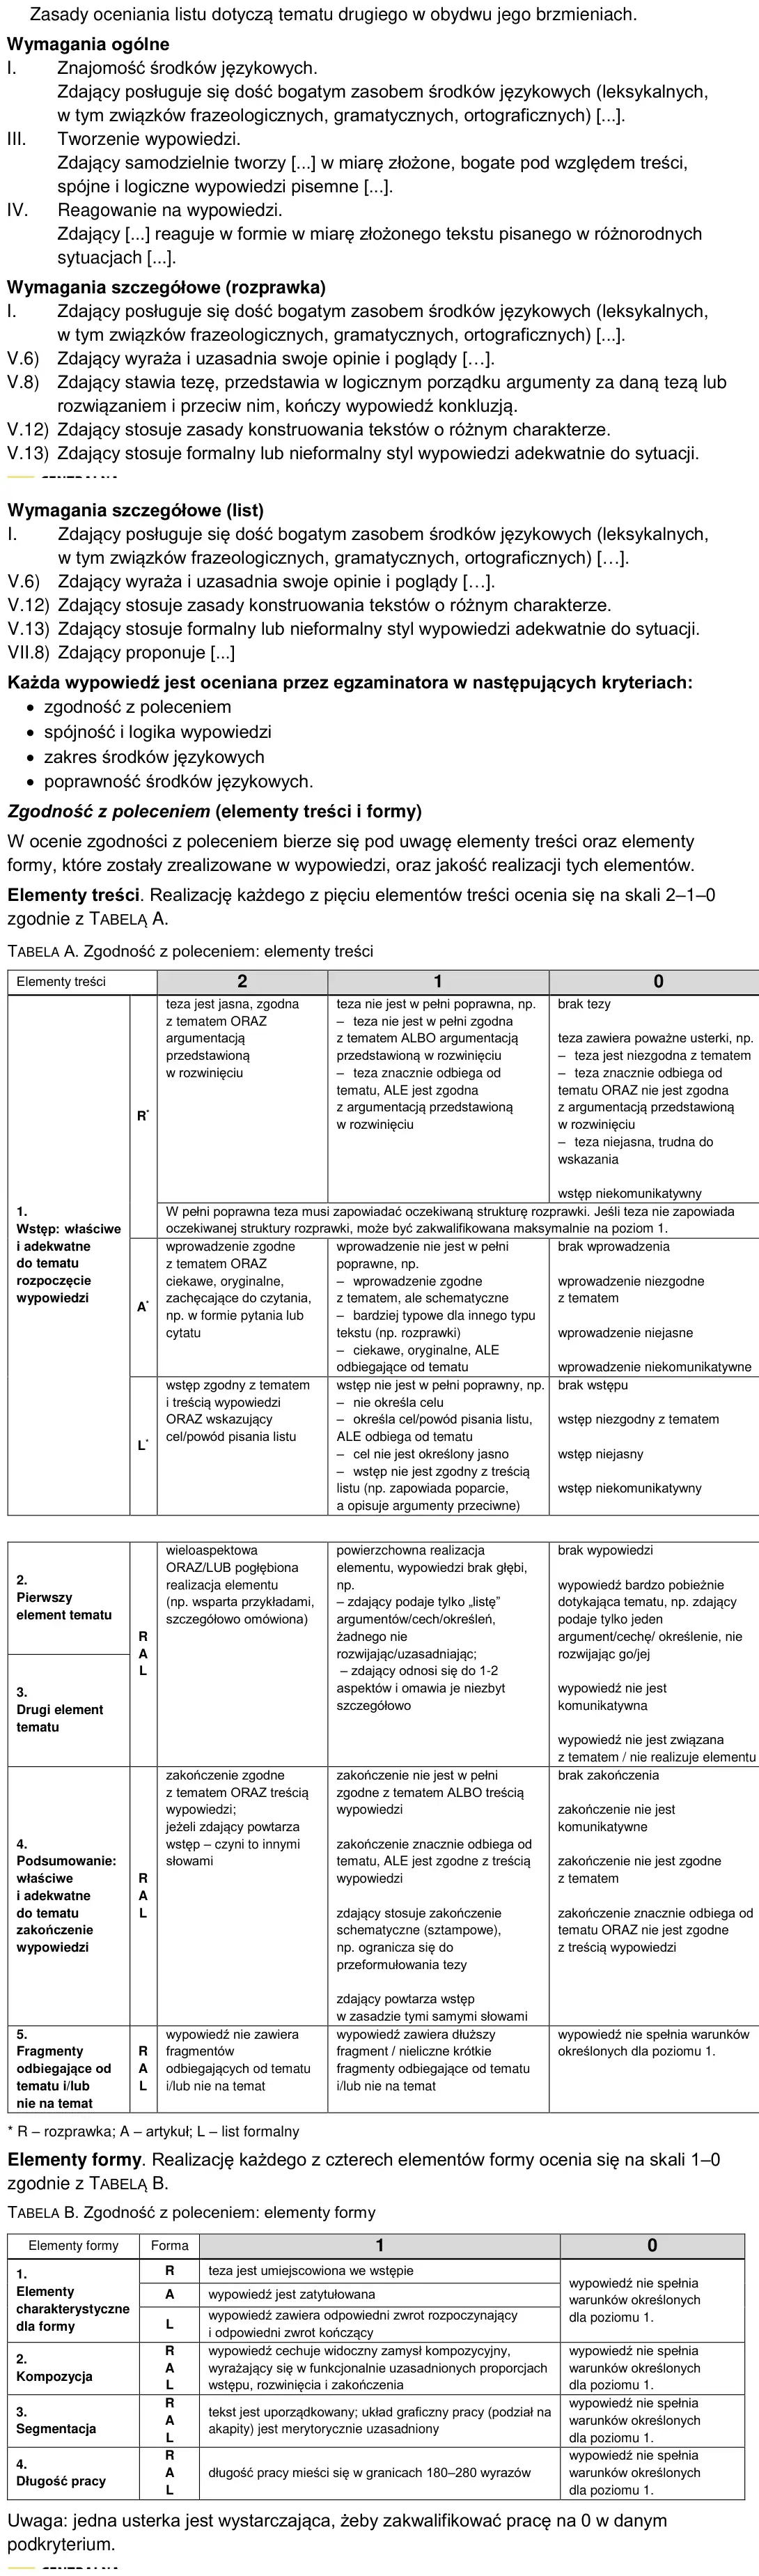 Zasady oceniania listu dotyczą tematu drugiego w obydwu jego brzmieniach.
Wymagania ogólne
I. Znajomość środków językowych.
Zdający posługuje się dość bogatym zasobem środków językowych (leksykalnych,
w tym związków frazeologicznych, gramatycznych, ortograficznych) [...].
III. Tworzenie wypowiedzi.
Zdający samodzielnie tworzy [...] w miarę złożone, bogate pod względem treści,
spójne i logiczne wypowiedzi pisemne [...].
IV. Reagowanie na wypowiedzi.
Zdający [...] reaguje w formie w miarę złożonego tekstu pisanego w różnorodnych
sytuacjach [...].
Wymagania szczegółowe (rozprawka)
I. Zdający posługuje się dość bogatym zasobem środków językowych (leksykalnych,
w tym związków frazeologicznych, gramatycznych, ortograficznych) [...].
V.6) Zdający wyraża i uzasadnia swoje opinie i poglądy […].
V.8) Zdający stawia tezę, przedstawia w logicznym porządku argumenty za daną tezą lub
rozwiązaniem i przeciw nim, kończy wypowiedź konkluzją.
V.12) Zdający stosuje zasady konstruowania tekstów o różnym charakterze.
V.13) Zdający stosuje formalny lub nieformalny styl wypowiedzi adekwatnie do sytuacji.
Wymagania szczegółowe (list)
I. Zdający posługuje się dość bogatym zasobem środków językowych (leksykalnych,
w tym związków frazeologicznych, gramatycznych, ortograficznych) […].
V.6) Zdający wyraża i uzasadnia swoje opinie i poglądy […].
V.12) Zdający stosuje zasady konstruowania tekstów o różnym charakterze.
V.13) Zdający stosuje formalny lub nieformalny styl wypowiedzi adekwatnie do sytuacji.
VII.8) Zdający proponuje [...]
Każda wypowiedź jest oceniana przez egzaminatora w następujących kryteriach:
• zgodność z poleceniem
• spójność i logika wypowiedzi
• zakres środków językowych
• poprawność środków językowych.
Zgodność z poleceniem (elementy treści i formy)
W ocenie zgodności z poleceniem bierze się pod uwagę elementy treści oraz elementy
formy, które zostały zrealizowane w wypowiedzi, oraz jakość realizacji tych elementów.
Elementy treści. Realizację każdego z pięciu elementów treści ocenia się na skali 2–1–0
zgodnie z TABELĄ A.
TABELA A. Zgodność z poleceniem: elementy treści
Elementy treści 2 1 0
1.
Wstęp: właściwe
i adekwatne
do tematu
rozpoczęcie
wypowiedzi
R*
teza jest jasna, zgodna
z tematem ORAZ
argumentacją
przedstawioną
w rozwinięciu
teza nie jest w pełni poprawna, np.
– teza nie jest w pełni zgodna
z tematem ALBO argumentacją
przedstawioną w rozwinięciu
– teza znacznie odbiega od
tematu, ALE jest zgodna
z argumentacją przedstawioną
w rozwinięciu
brak tezy
teza zawiera poważne usterki, np.
– teza jest niezgodna z tematem
– teza znacznie odbiega od
tematu ORAZ nie jest zgodna
z argumentacją przedstawioną
w rozwinięciu
– teza niejasna, trudna do
wskazania
wstęp niekomunikatywny
W pełni poprawna teza musi zapowiadać oczekiwaną strukturę rozprawki. Jeśli teza nie zapowiada
oczekiwanej struktury rozprawki, może być zakwalifikowana maksymalnie na poziom 1.
A*
wprowadzenie zgodne
z tematem ORAZ
ciekawe, oryginalne,
zachęcające do czytania,
np. w formie pytania lub
cytatu
wprowadzenie nie jest w pełni
poprawne, np.
– wprowadzenie zgodne
z tematem, ale schematyczne
– bardziej typowe dla innego typu
tekstu (np. rozprawki)
– ciekawe, oryginalne, ALE
odbiegające od tematu
brak wprowadzenia
wprowadzenie niezgodne
z tematem
wprowadzenie niejasne
wprowadzenie niekomunikatywne
L*
wstęp zgodny z tematem
i treścią wypowiedzi
ORAZ wskazujący
cel/powód pisania listu
wstęp nie jest w pełni poprawny, np.
– nie określa celu
– określa cel/powód pisania listu,
ALE odbiega od tematu
– cel nie jest określony jasno
– wstęp nie jest zgodny z treścią
listu (np. zapowiada poparcie,
a opisuje argumenty przeciwne)
brak wstępu
wstęp niezgodny z tematem
wstęp niejasny
wstęp niekomunikatywny
2.
Pierwszy
element tematu
3.
Drugi element
tematu
R
A
L
wieloaspektowa
ORAZ/LUB pogłębiona
realizacja elementu
(np. wsparta przykładami,
szczegółowo omówiona)
powierzchowna realizacja
elementu, wypowiedzi brak głębi,
np.
– zdający podaje tylko „listę”
argumentów/cech/określeń,
żadnego nie
rozwijając/uzasadniając;
– zdający odnosi się do 1-2
aspektów i omawia je niezbyt
szczegółowo
brak wypowiedzi
wypowiedź bardzo pobieżnie
dotykająca tematu, np. zdający
podaje tylko jeden
argument/cechę/ określenie, nie
rozwijając go/jej
wypowiedź nie jest
komunikatywna
wypowiedź nie jest związana
z tematem / nie realizuje elementu
4.
Podsumowanie:
właściwe
i adekwatne
do tematu
zakończenie
wypowiedzi
R
A
L
zakończenie zgodne
z tematem ORAZ treścią
wypowiedzi;
jeżeli zdający powtarza
wstęp – czyni to innymi
słowami
zakończenie nie jest w pełni
zgodne z tematem ALBO treścią
wypowiedzi
zakończenie znacznie odbiega od
tematu, ALE jest zgodne z treścią
wypowiedzi
zdający stosuje zakończenie
schematyczne (sztampowe),
np. ogranicza się do
przeformułowania tezy
zdający powtarza wstęp
w zasadzie tymi samymi słowami
brak zakończenia
zakończenie nie jest
komunikatywne
zakończenie nie jest zgodne
z tematem
zakończenie znacznie odbiega od
tematu ORAZ nie jest zgodne
z treścią wypowiedzi
5.
Fragmenty
odbiegające od
tematu i/lub
nie na temat
R
A
L
wypowiedź nie zawiera
fragmentów
odbiegających od tematu
i/lub nie na temat
wypowiedź zawiera dłuższy
fragment / nieliczne krótkie
fragmenty odbiegające od tematu
i/lub nie na temat
wypowiedź nie spełnia warunków
określonych dla poziomu 1.
* R – rozprawka; A – artykuł; L – list formalny
Elementy formy. Realizację każdego z czterech elementów formy ocenia się na skali 1–0
zgodnie z TABELĄ B.
TABELA B. Zgodność z poleceniem: elementy formy
Elementy formy Forma 1 0
1.
Elementy
charakterystyczne
dla formy
R teza jest umiejscowiona we wstępie
A wypowiedź jest zatytułowana
L wypowiedź zawiera odpowiedni zwrot rozpoczynający
i odpowiedni zwrot kończący
wypowiedź nie spełnia
warunków określonych
dla poziomu 1.
2.
Kompozycja
R
A
L
wypowiedź cechuje widoczny zamysł kompozycyjny,
wyrażający się w funkcjonalnie uzasadnionych proporcjach
wstępu, rozwinięcia i zakończenia
wypowiedź nie spełnia
warunków określonych
dla poziomu 1.
3.
Segmentacja
R
A
L
tekst jest uporządkowany; układ graficzny pracy (podział na
akapity) jest merytorycznie uzasadniony
wypowiedź nie spełnia
warunków określonych
dla poziomu 1.
4.
Długość pracy
R
A
L
długość pracy mieści się w granicach 180–280 wyrazów
wypowiedź nie spełnia
warunków określonych
dla poziomu 1.
Uwaga: jedna usterka jest wystarczająca, żeby zakwalifikować pracę na 0 w danym
podkryterium.